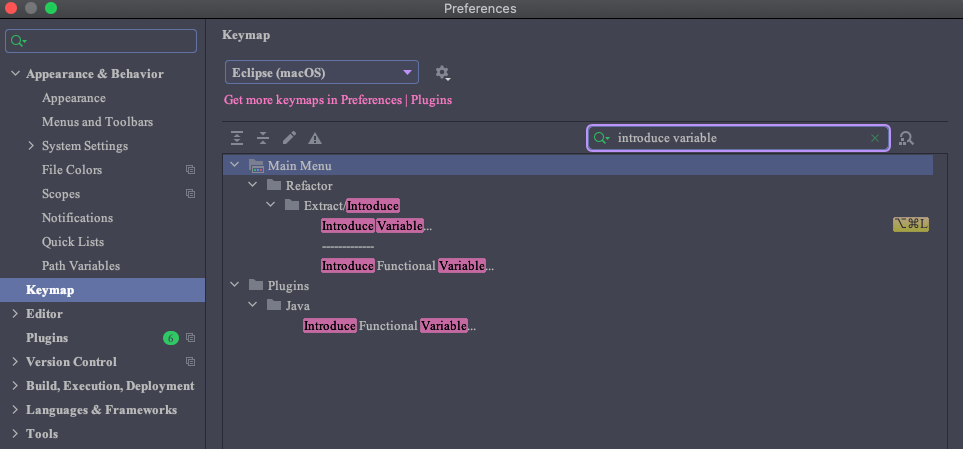 Preferences
Appearance & Behavior
Appearance
Menus and Toolbars
System Settings
File Colors
Scopes
Notifications
Quick Lists
Path Variables
Keymap
Editor
Plugins 6
Version Control
Build, Execution, Deployment
Languages & Frameworks
Tools
Keymap
Eclipse (macOS)
Get more keymaps in Preferences | Plugins
introduce variable
Main Menu
Refactor
Extract/Introduce
Introduce Variable... ⌥⌘L
-------------
Introduce Functional Variable...
Plugins
Java
Introduce Functional Variable...